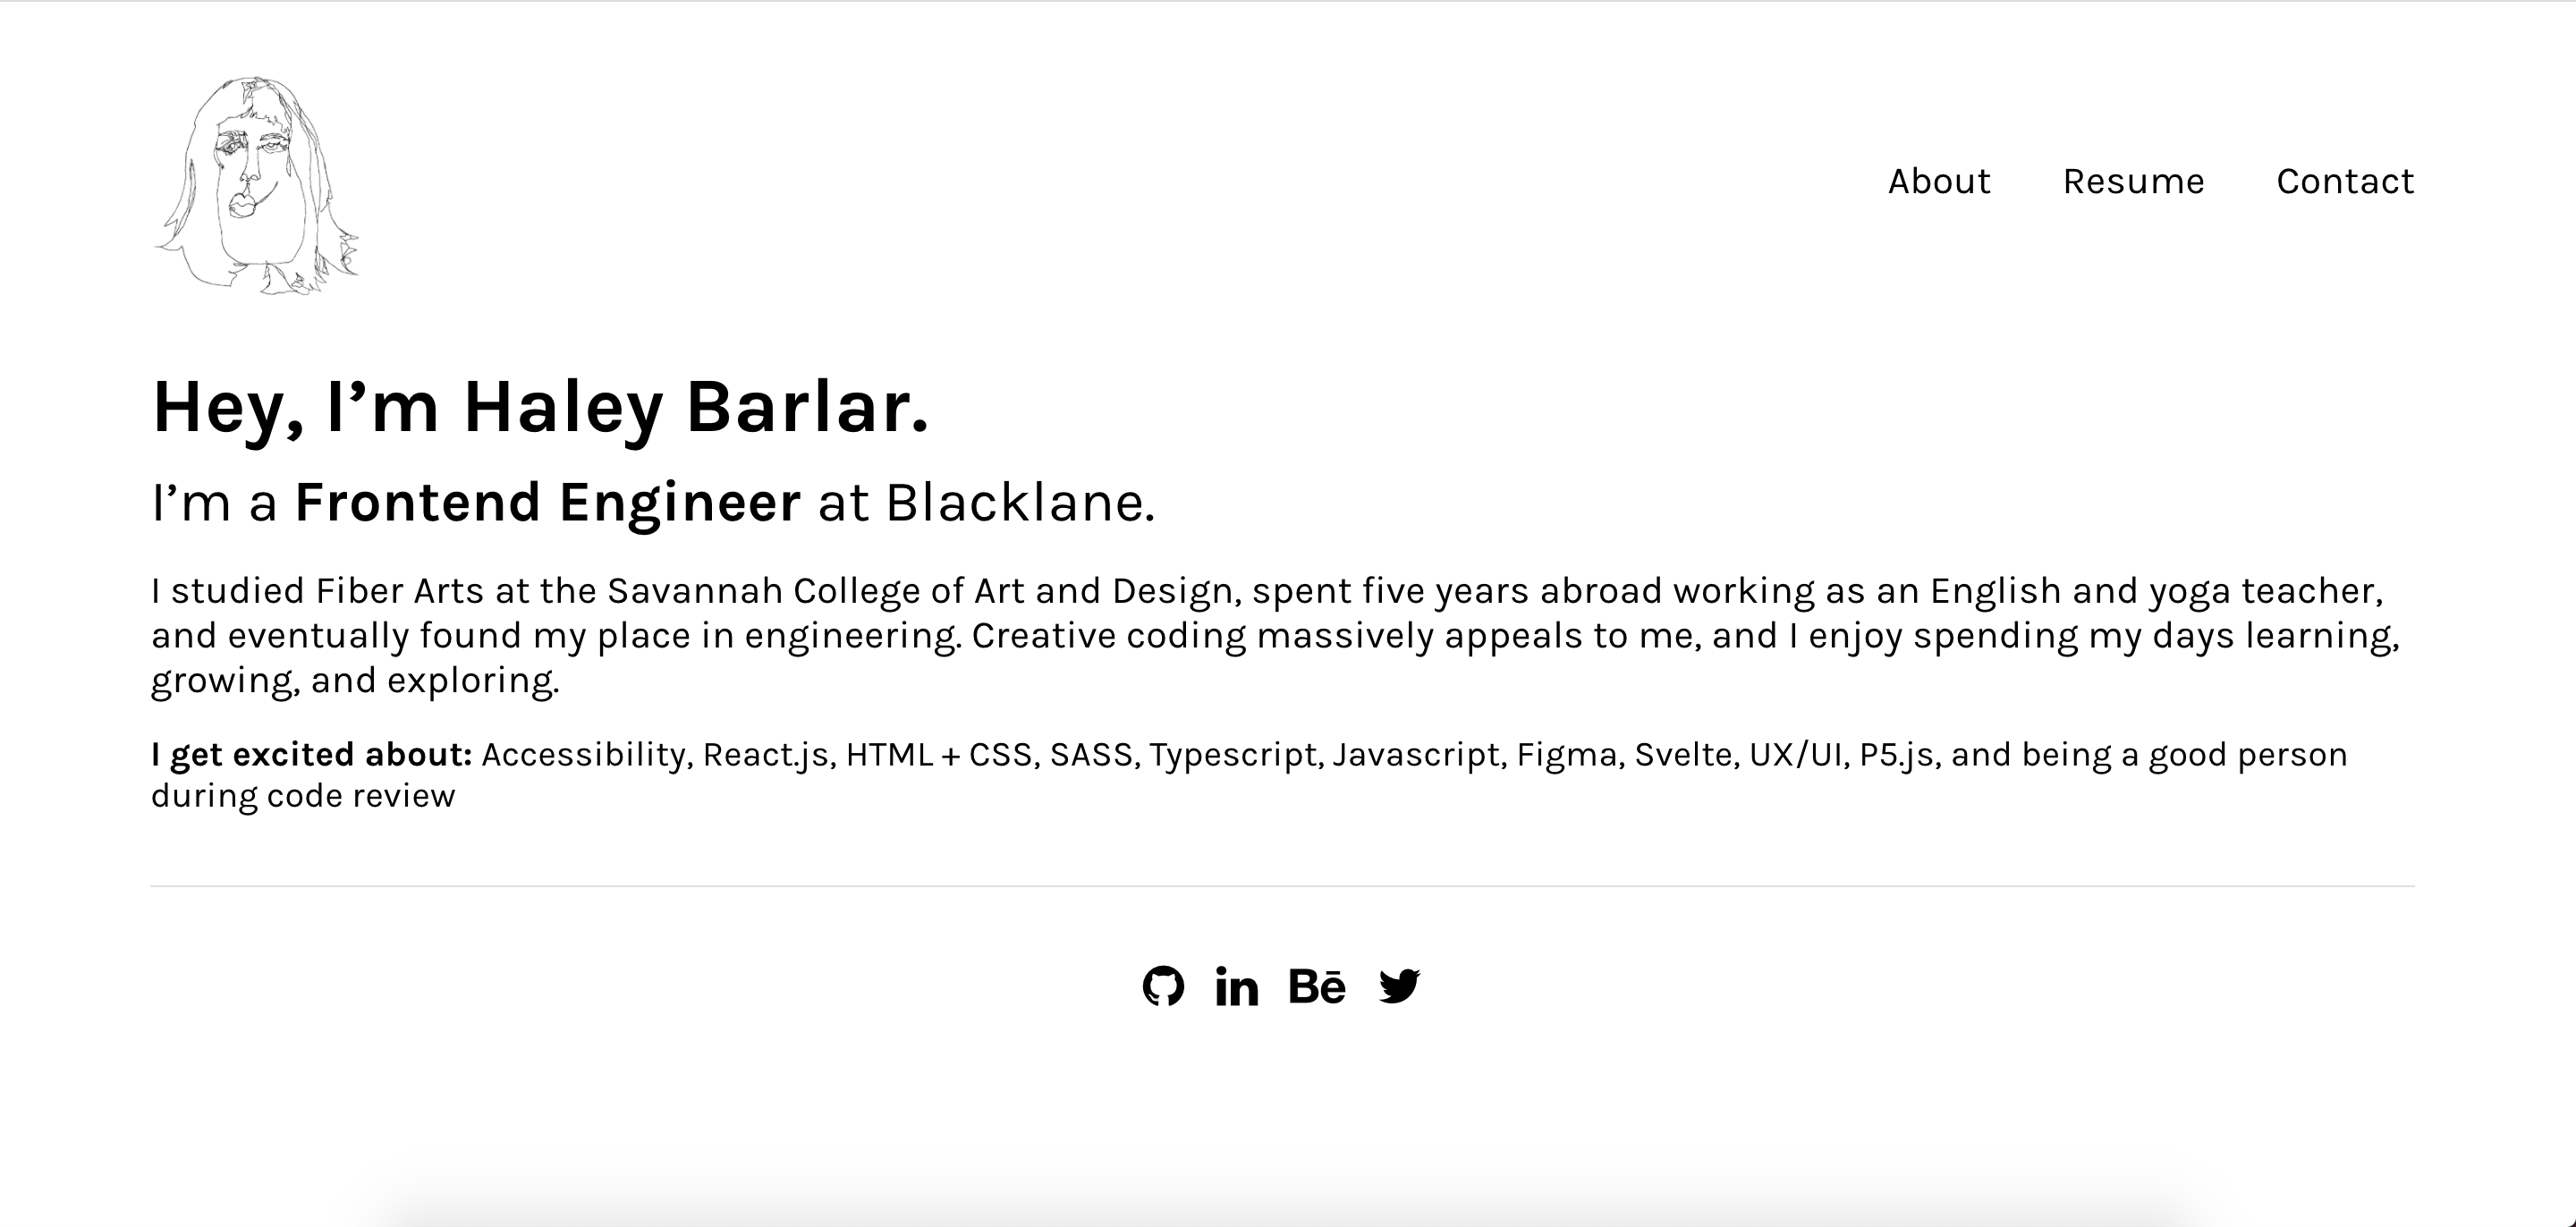 About Resume Contact
Hey, I’m Haley Barlar.
I’m a Frontend Engineer at Blacklane.
I studied Fiber Arts at the Savannah College of Art and Design, spent five years abroad working as an English and yoga teacher,
and eventually found my place in engineering. Creative coding massively appeals to me, and I enjoy spending my days learning,
growing, and exploring.
I get excited about: Accessibility, React.js, HTML + CSS, SASS, Typescript, Javascript, Figma, Svelte, UX/UI, P5.js, and being a good person
during code review
in Bē